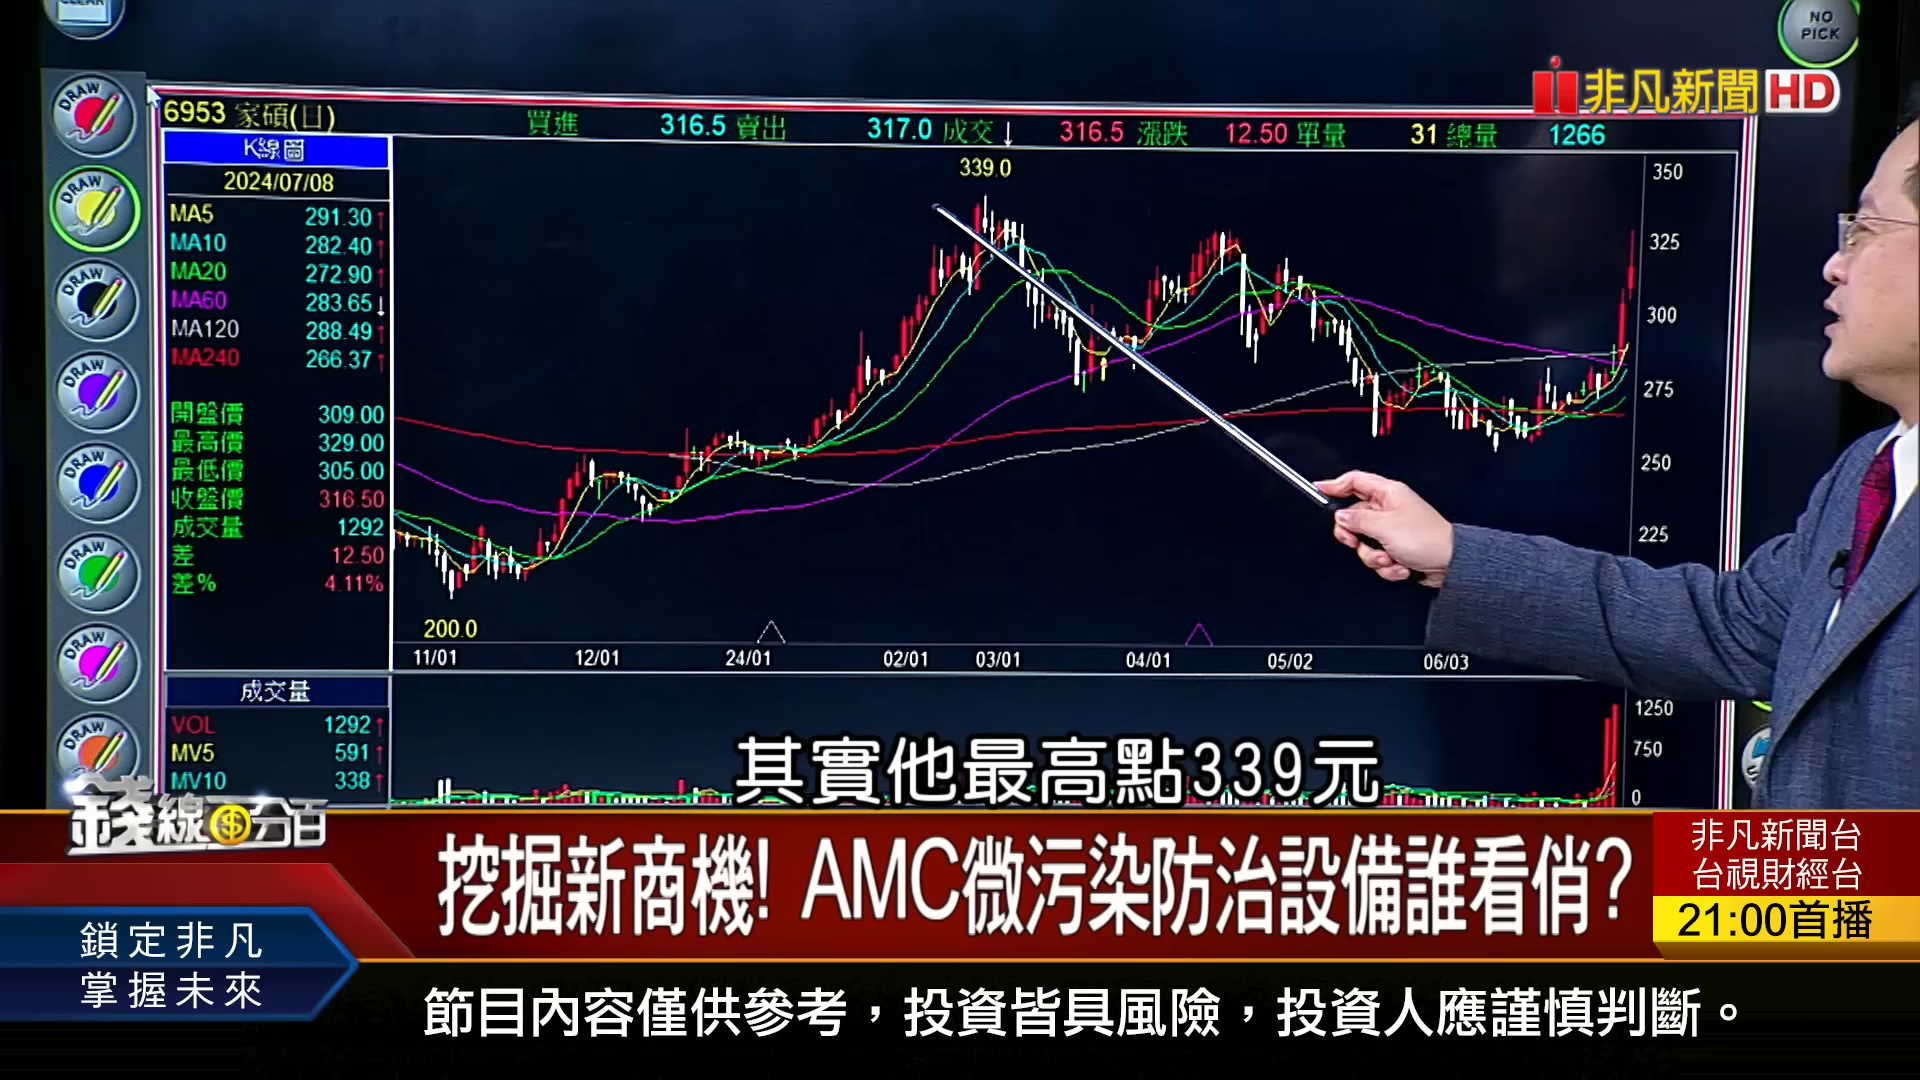 CLEAR
NO
PICK
非凡新聞HD
DRAW
DRAW
DRAW
DRAW
DRAW
DRAW
DRAW
DRAW
6953 家碩(日) 買進 316.5 賣出 317.0 成交↓ 316.5 漲跌 12.50 單量 31 總量 1266
K線圖
2024/07/08
MA5 291.30↑
MA10 282.40↑
MA20 272.90↑
MA60 283.65↓
MA120 288.49↑
MA240 266.37↑
開盤價 309.00
最高價 329.00
最低價 305.00
收盤價 316.50
成交量 1292
差 12.50
差% 4.11%
339.0
200.0
350
325
300
275
250
225
11/01 12/01 24/01 02/01 03/01 04/01 05/02 06/03
成交量
VOL 1292↑
MV5 591↑
MV10 338↑
1250
750
0
其實他最高點339元
錢線百分百
挖掘新商機! AMC微污染防治設備誰看俏?
非凡新聞台
台視財經台
21:00首播
鎖定非凡
掌握未來
節目內容僅供參考，投資皆具風險，投資人應謹慎判斷。